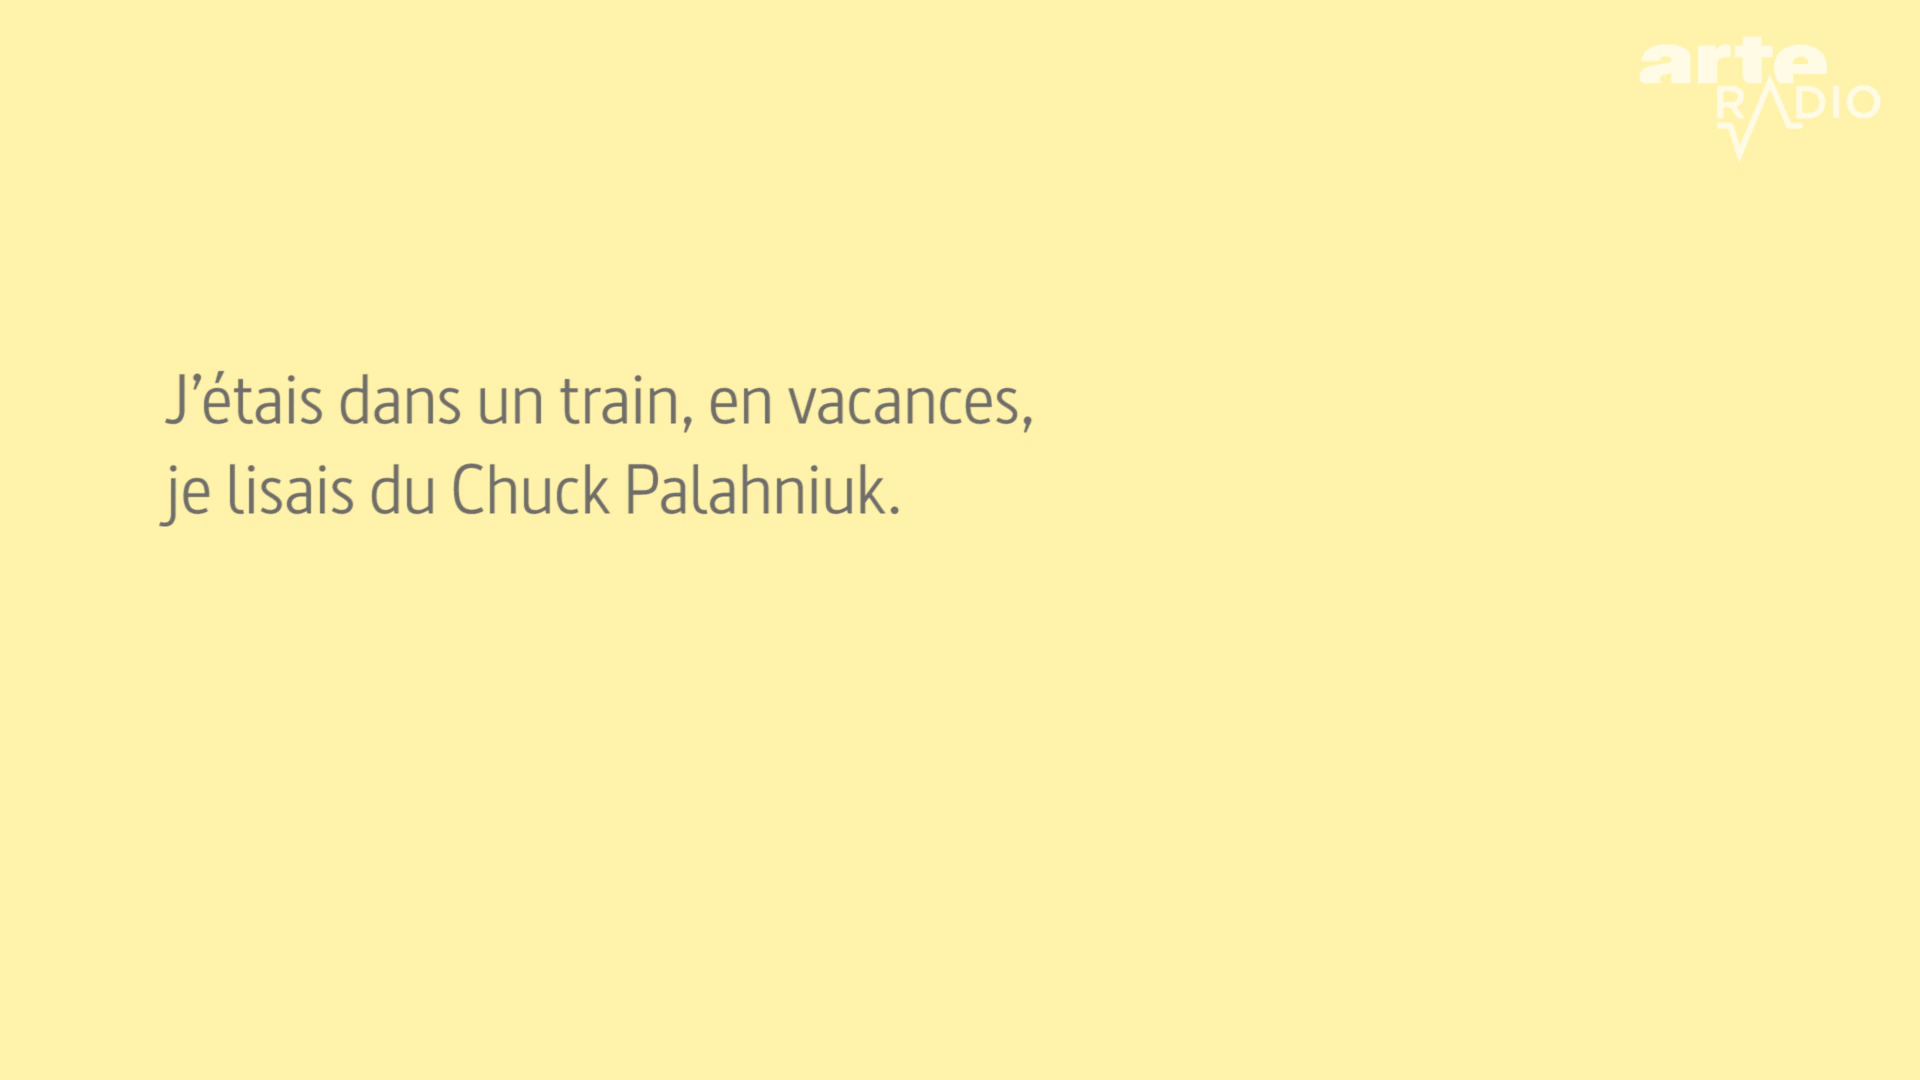 arte
RADIO
J’étais dans un train, en vacances,
je lisais du Chuck Palahniuk.